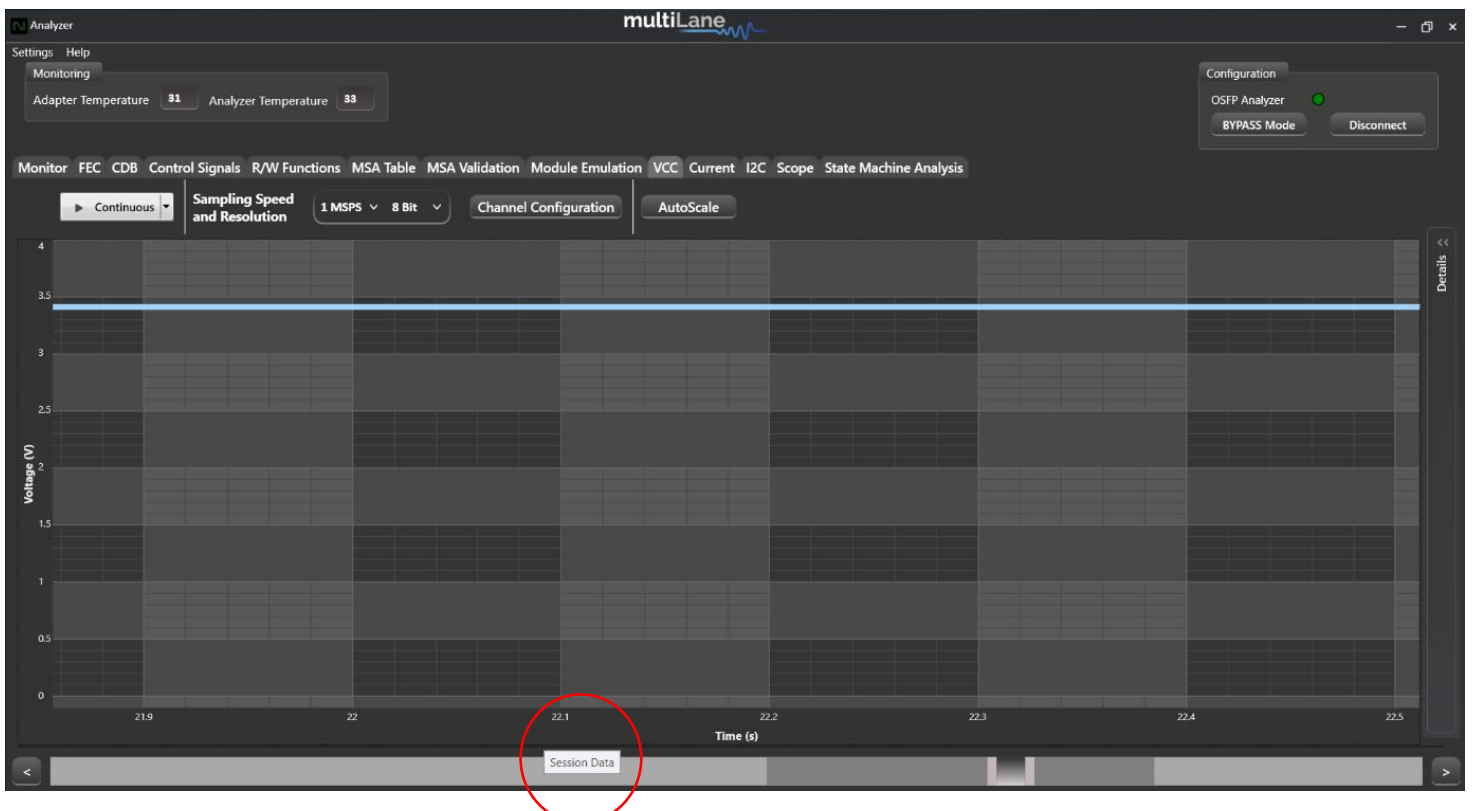 Analyzer
multiLane
Settings Help
Monitoring
Adapter Temperature 31 Analyzer Temperature 33
Configuration
OSFP Analyzer
BYPASS Mode Disconnect
Monitor FEC CDB Control Signals R/W Functions MSA Table MSA Validation Module Emulation VCC Current I2C Scope State Machine Analysis
Continuous
Sampling Speed
and Resolution
1 MSPS 8 Bit
Channel Configuration
AutoScale
<<
Details
Voltage (V)
4
3.5
3
2.5
2
1.5
1
0.5
0
21.9 22 22.1 22.2 22.3 22.4 22.5
Time (s)
Session Data
< >